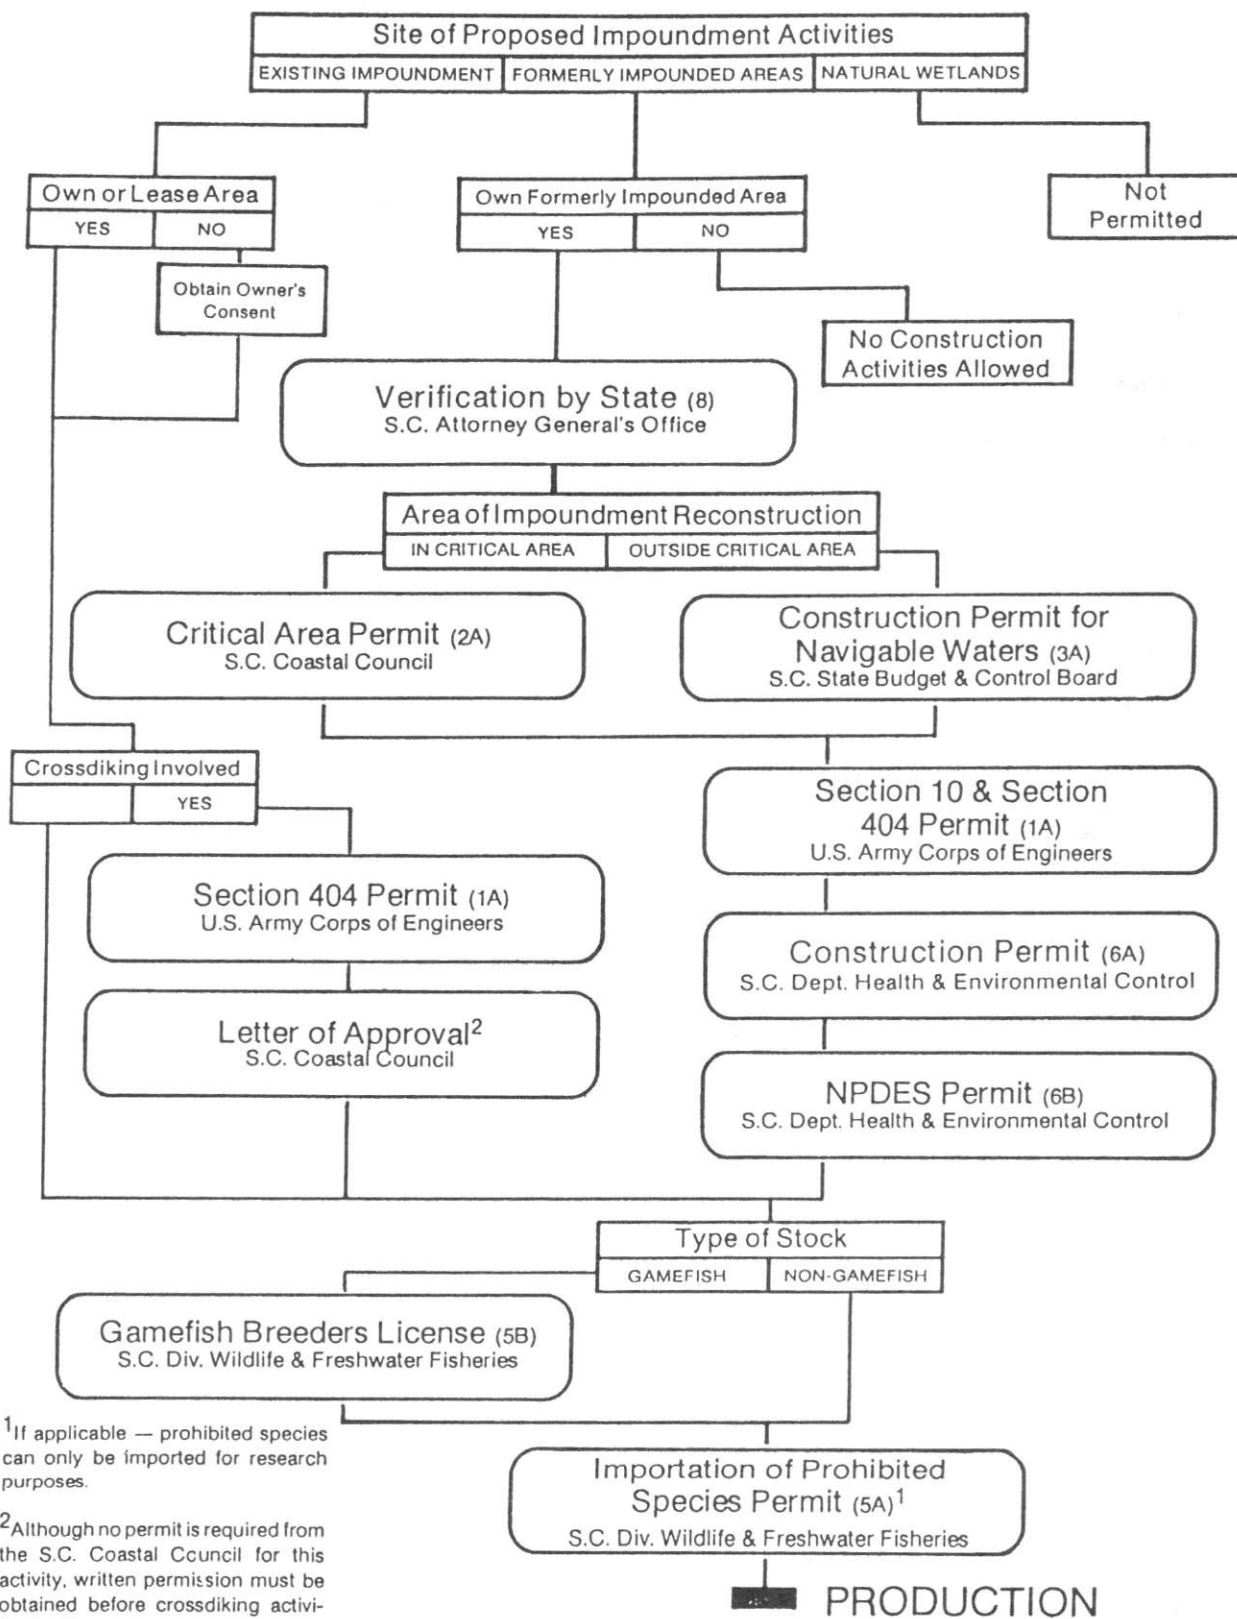 Site of Proposed Impoundment Activities
EXISTING IMPOUNDMENT FORMERLY IMPOUNDED AREAS NATURAL WETLANDS
Own or Lease Area
YES NO
Own Formerly Impounded Area
YES NO
Not
Permitted
Obtain Owner's
Consent
No Construction
Activities Allowed
Verification by State (8)
S.C. Attorney General's Office
Area of Impoundment Reconstruction
IN CRITICAL AREA OUTSIDE CRITICAL AREA
Critical Area Permit (2A)
S.C. Coastal Council
Construction Permit for
Navigable Waters (3A)
S.C. State Budget & Control Board
Crossdiking Involved
YES
Section 10 & Section
404 Permit (1A)
U.S. Army Corps of Engineers
Section 404 Permit (1A)
U.S. Army Corps of Engineers
Construction Permit (6A)
S.C. Dept. Health & Environmental Control
Letter of Approval²
S.C. Coastal Council
NPDES Permit (6B)
S.C. Dept. Health & Environmental Control
Type of Stock
GAMEFISH NON-GAMEFISH
Gamefish Breeders License (5B)
S.C. Div. Wildlife & Freshwater Fisheries
¹If applicable — prohibited species
can only be imported for research
purposes.
Importation of Prohibited
Species Permit (5A)¹
S.C. Div. Wildlife & Freshwater Fisheries
²Although no permit is required from
the S.C. Coastal Council for this
activity, written permission must be
obtained before crossdiking activi-
PRODUCTION